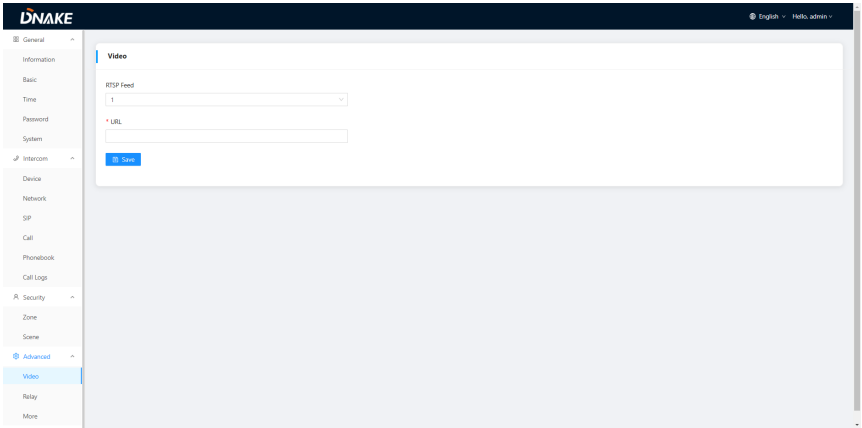 DNAKE
English
Hello, admin
General
Information
Basic
Time
Password
System
Intercom
Device
Network
SIP
Call
Phonebook
Call Logs
Security
Zone
Scene
Advanced
Video
Relay
More
Video
RTSP Feed
1
* URL
Save